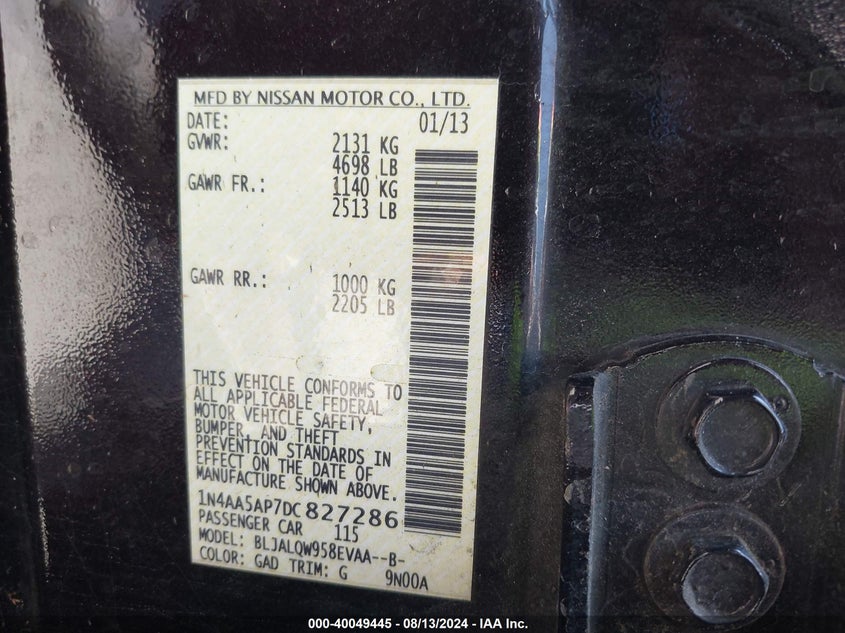 MFD BY NISSAN MOTOR CO., LTD.
DATE: 01/13
GVWR: 2131 KG
4698 LB
GAWR FR.: 1140 KG
2513 LB
GAWR RR.: 1000 KG
2205 LB
THIS VEHICLE CONFORMS TO
ALL APPLICABLE FEDERAL
MOTOR VEHICLE SAFETY,
BUMPER, AND THEFT
PREVENTION STANDARDS IN
EFFECT ON THE DATE OF
MANUFACTURE SHOWN ABOVE.
1N4AA5AP7DC827286
PASSENGER CAR 115
MODEL: BLJALQW958EVAA--B-
COLOR: GAD TRIM: G 9N00A
000-40049445 - 08/13/2024 - IAA Inc.